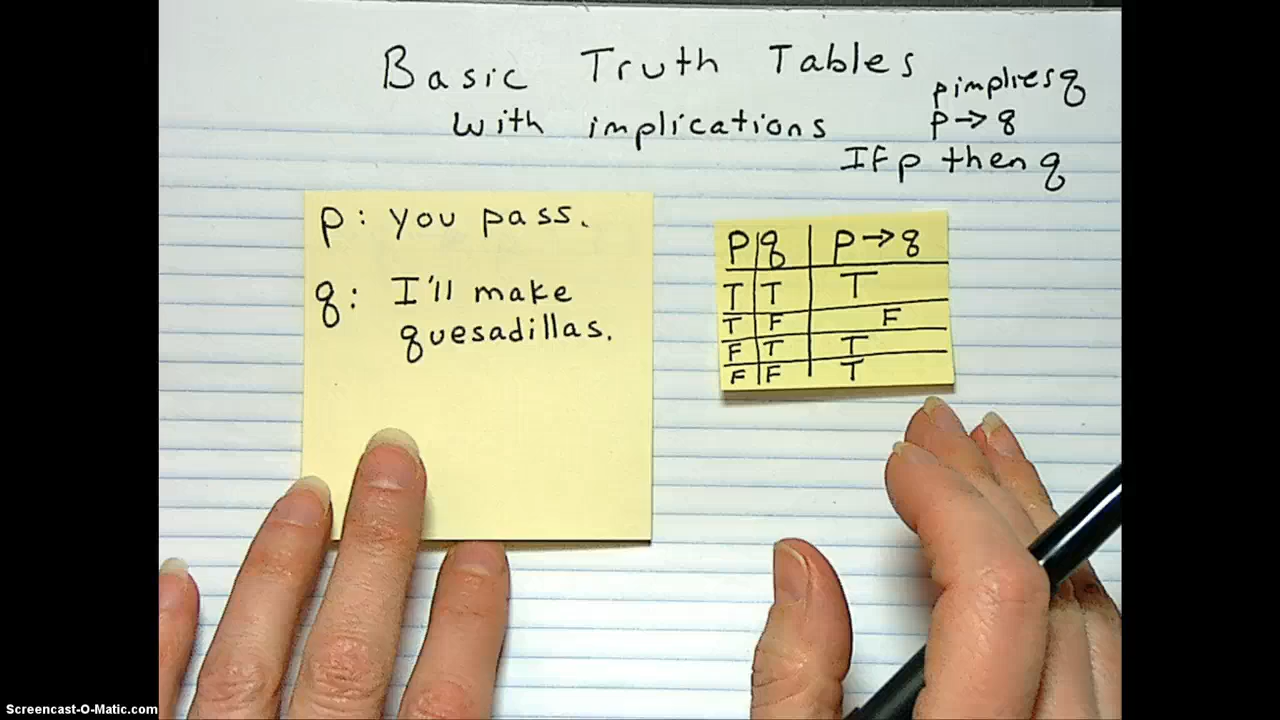 Basic Truth Tables
with implications
p implies q
p → q
If p then q
p: you pass.
q: I'll make
quesadillas.
p q p → q
T T T
T F F
F T T
F F T
Screencast-O-Matic.com